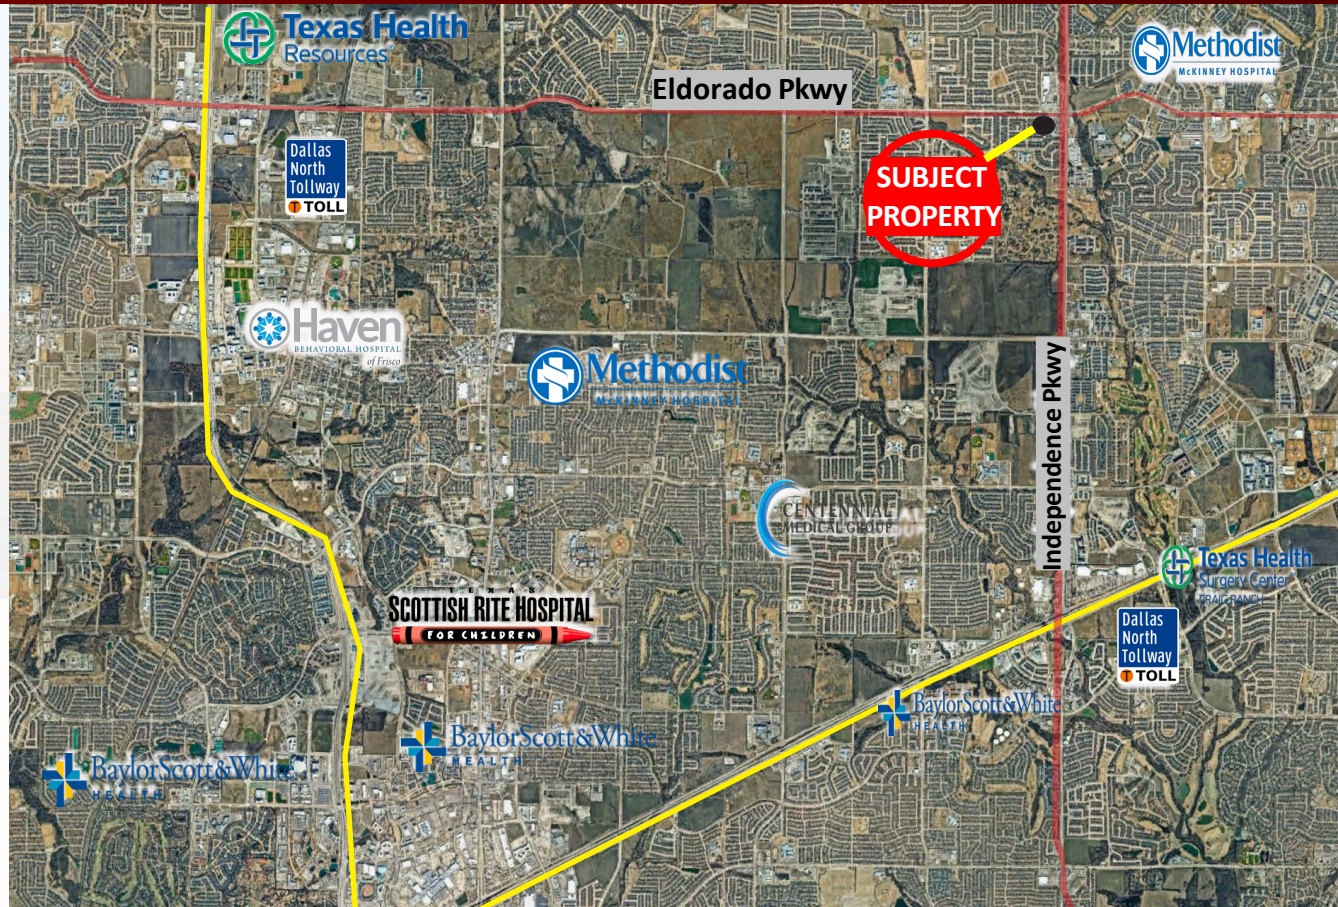 Texas Health
Resources®
Methodist
McKINNEY HOSPITAL
Eldorado Pkwy
Dallas
North
Tollway
T TOLL
SUBJECT
PROPERTY
Haven
BEHAVIORAL HOSPITAL
of Frisco
Methodist
McKINNEY HOSPITAL
Independence Pkwy
CENTENNIAL
MEDICAL GROUP
Texas Health
Surgery Center
CRAIG RANCH
TEXAS
SCOTTISH RITE HOSPITAL
FOR CHILDREN
Dallas
North
Tollway
T TOLL
BaylorScott&White
HEALTH
BaylorScott&White
HEALTH
BaylorScott&White
HEALTH